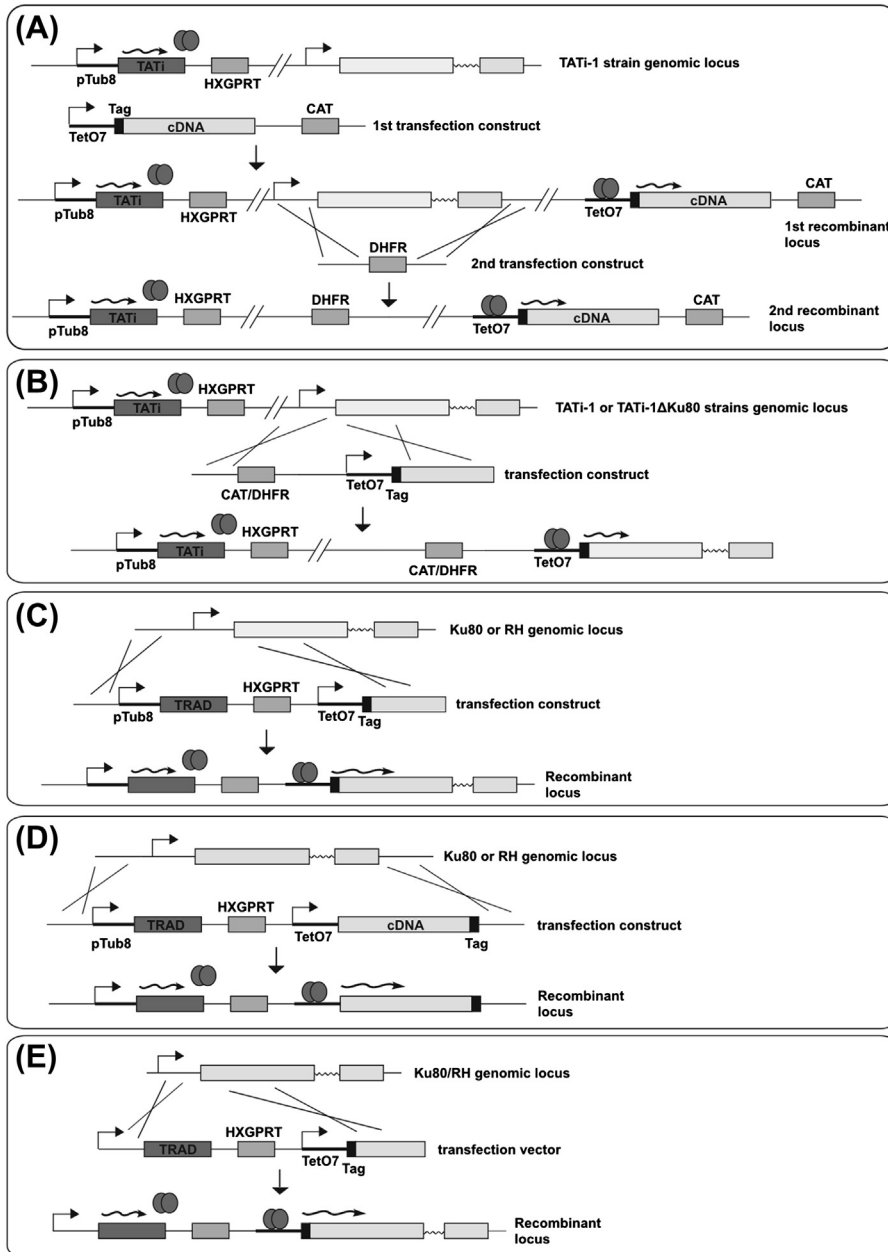 (A)
pTub8
TATi
HXGPRT
TATi-1 strain genomic locus
Tag
TetO7
cDNA
CAT
1st transfection construct
pTub8
TATi
HXGPRT
TetO7
cDNA
CAT
1st recombinant
locus
DHFR
2nd transfection construct
pTub8
TATi
HXGPRT
DHFR
TetO7
cDNA
CAT
2nd recombinant
locus
(B)
pTub8
TATi
HXGPRT
TATi-1 or TATi-1ΔKu80 strains genomic locus
CAT/DHFR
TetO7
Tag
transfection construct
pTub8
TATi
HXGPRT
CAT/DHFR
TetO7
(C)
Ku80 or RH genomic locus
pTub8
TRAD
HXGPRT
TetO7
Tag
transfection construct
Recombinant
locus
(D)
Ku80 or RH genomic locus
pTub8
TRAD
HXGPRT
TetO7
cDNA
Tag
transfection construct
Recombinant
locus
(E)
Ku80/RH genomic locus
TRAD
HXGPRT
TetO7
Tag
transfection vector
Recombinant
locus